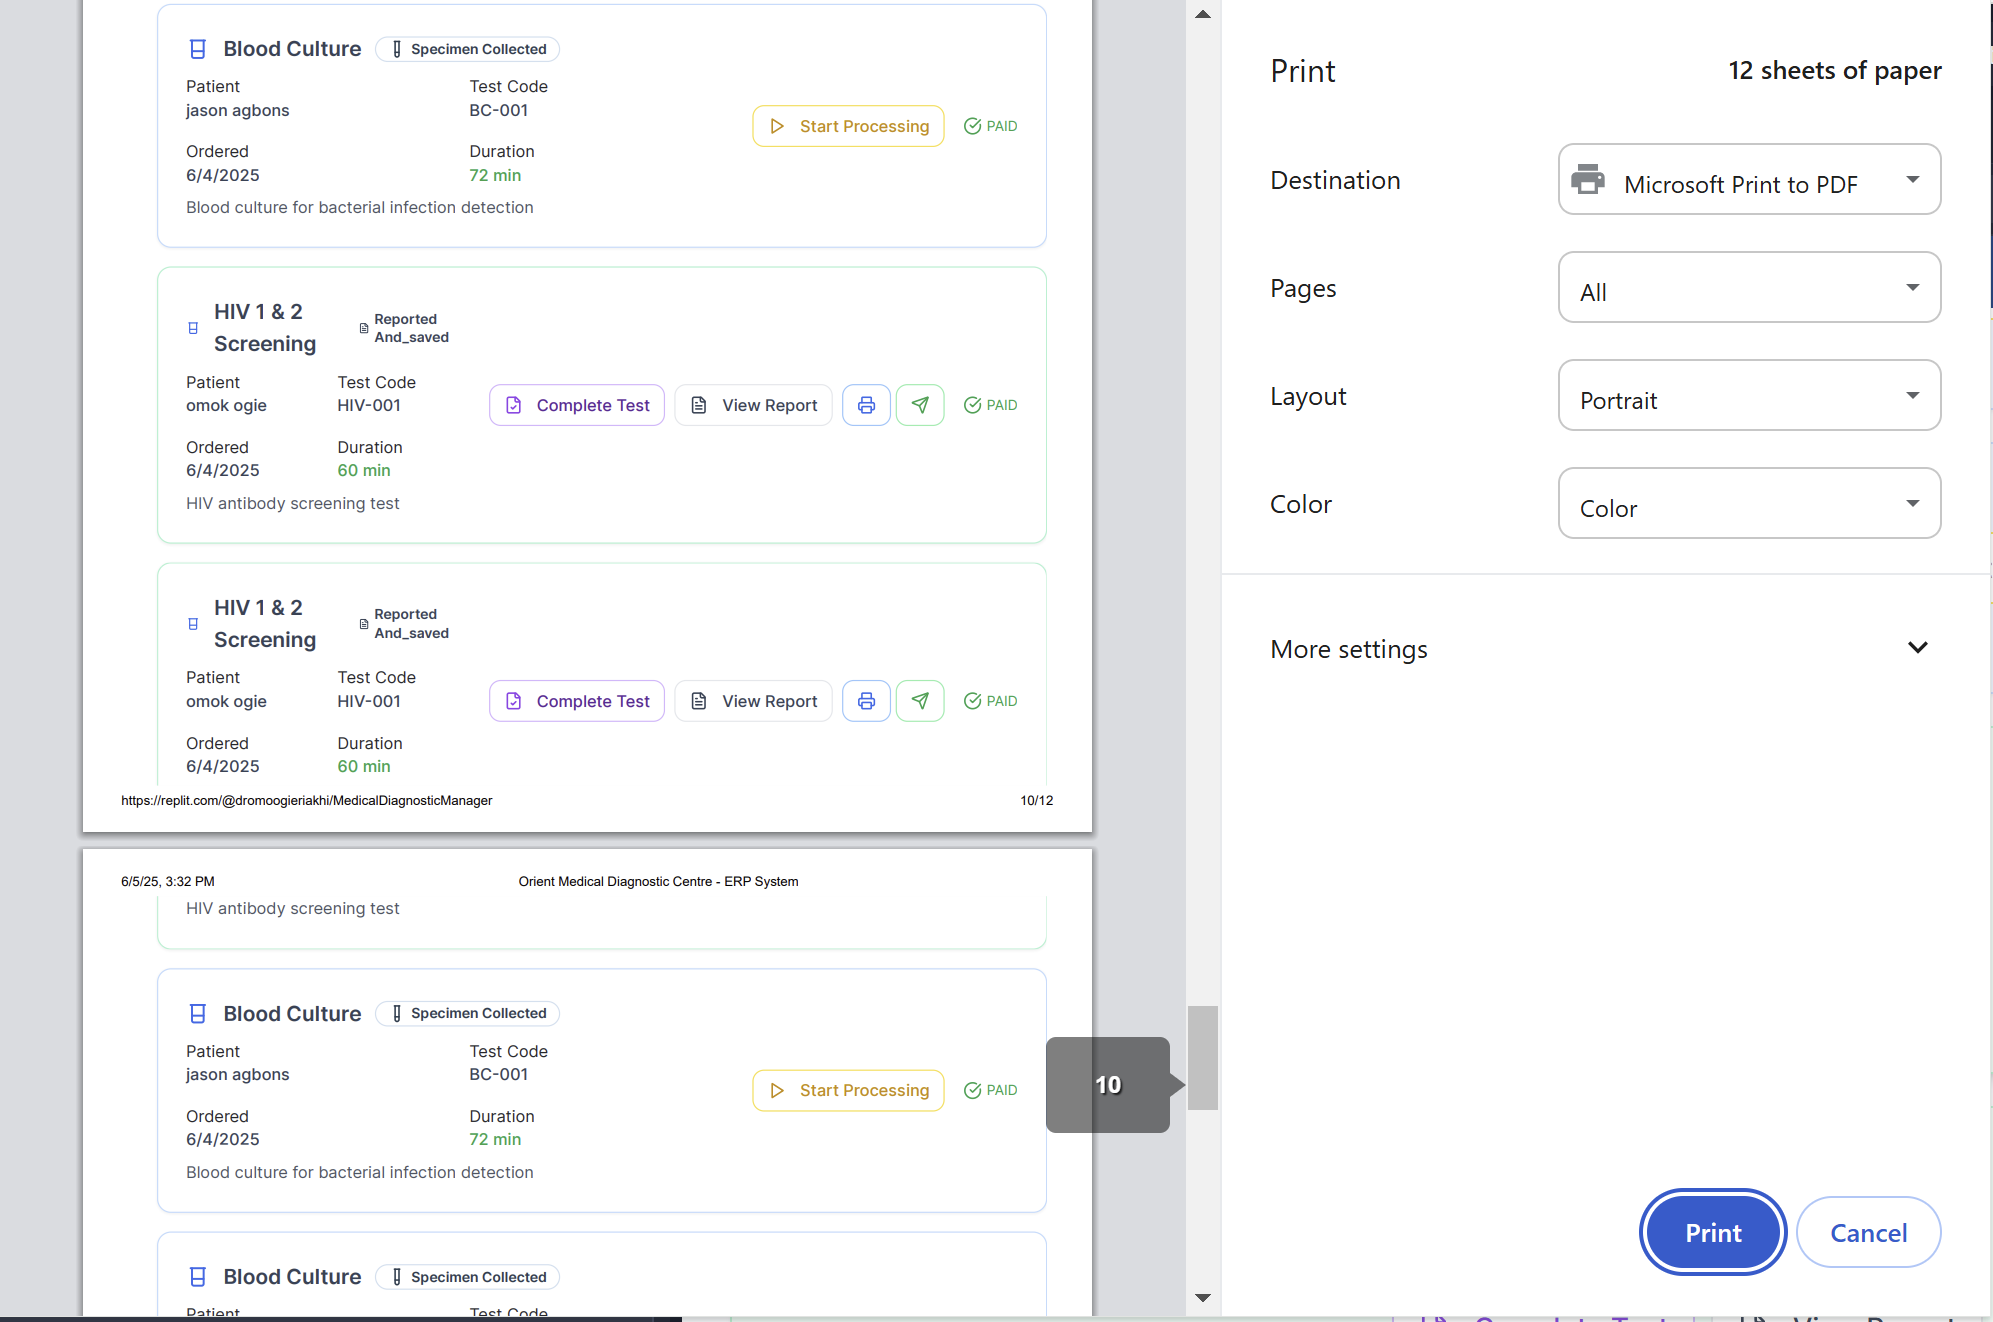 Blood Culture
Specimen Collected
Patient
Test Code
jason agbons
BC-001
Start Processing
PAID
Ordered
Duration
6/4/2025
72 min
Blood culture for bacterial infection detection
HIV 1 & 2
Screening
Reported
And_saved
Patient
Test Code
omok ogie
HIV-001
Complete Test
View Report
PAID
Ordered
Duration
6/4/2025
60 min
HIV antibody screening test
HIV 1 & 2
Screening
Reported
And_saved
Patient
Test Code
omok ogie
HIV-001
Complete Test
View Report
PAID
Ordered
Duration
6/4/2025
60 min
https://replit.com/@dromoogieriakhi/MedicalDiagnosticManager
10/12
6/5/25, 3:32 PM
Orient Medical Diagnostic Centre - ERP System
HIV antibody screening test
Blood Culture
Specimen Collected
Patient
Test Code
jason agbons
BC-001
Start Processing
PAID
Ordered
Duration
6/4/2025
72 min
Blood culture for bacterial infection detection
Blood Culture
Specimen Collected
Patient
Test Code
10
Print
12 sheets of paper
Destination
Microsoft Print to PDF
Pages
All
Layout
Portrait
Color
Color
More settings
Print
Cancel